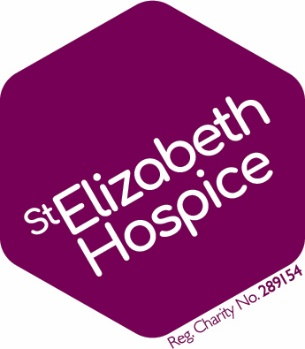 St Elizabeth
Hospice
Reg. Charity No. 289154